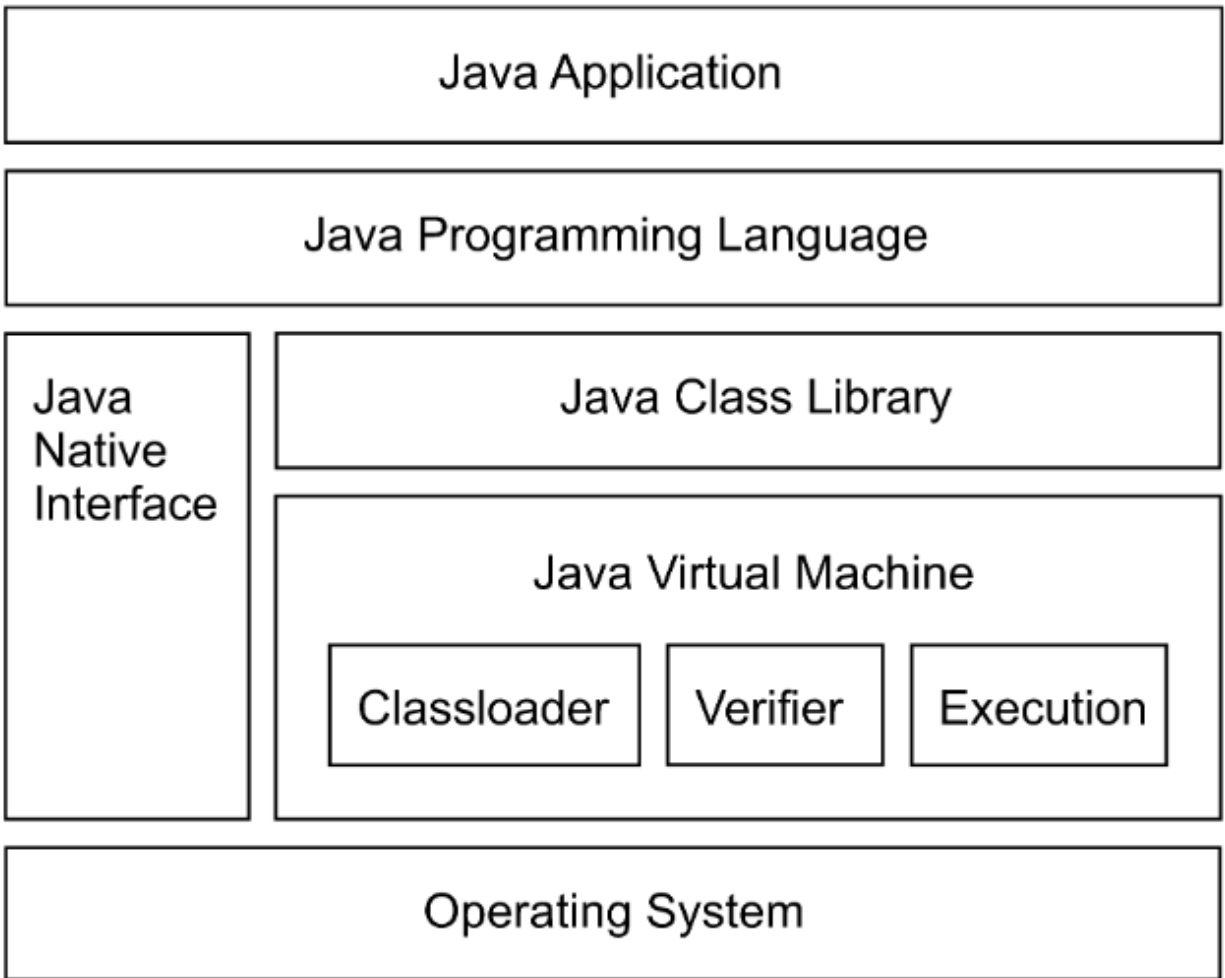 Java Application
Java Programming Language
Java
Native
Interface
Java Class Library
Java Virtual Machine
Classloader
Verifier
Execution
Operating System